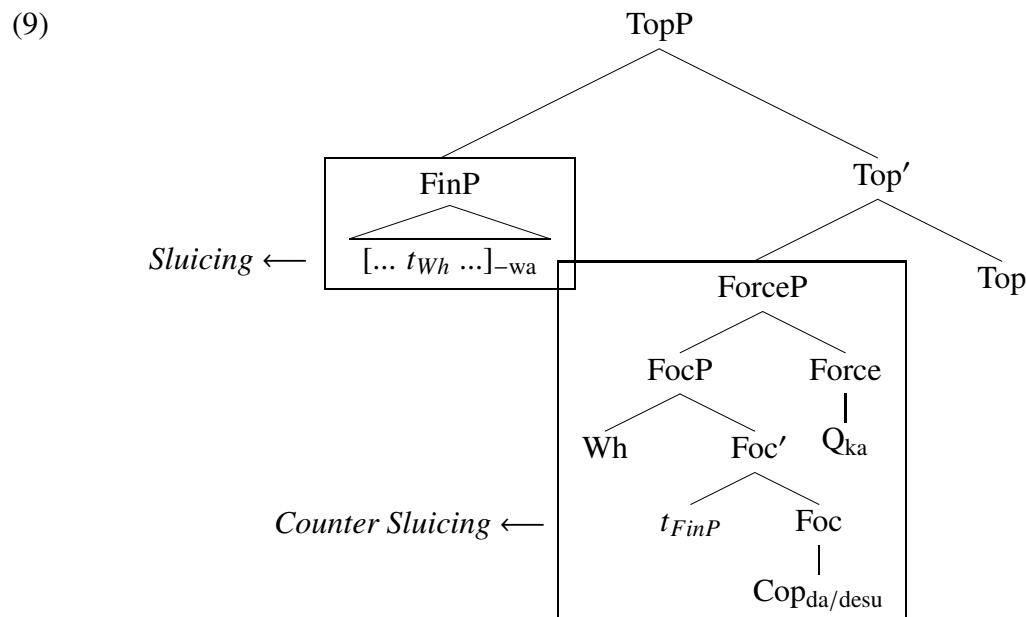 (9)
TopP
FinP Top′
Sluicing ← [... t_Wh ...]_–wa
ForceP Top
FocP Force
Wh Foc′ Q_ka
Counter Sluicing ← t_FinP Foc
Cop_da/desu